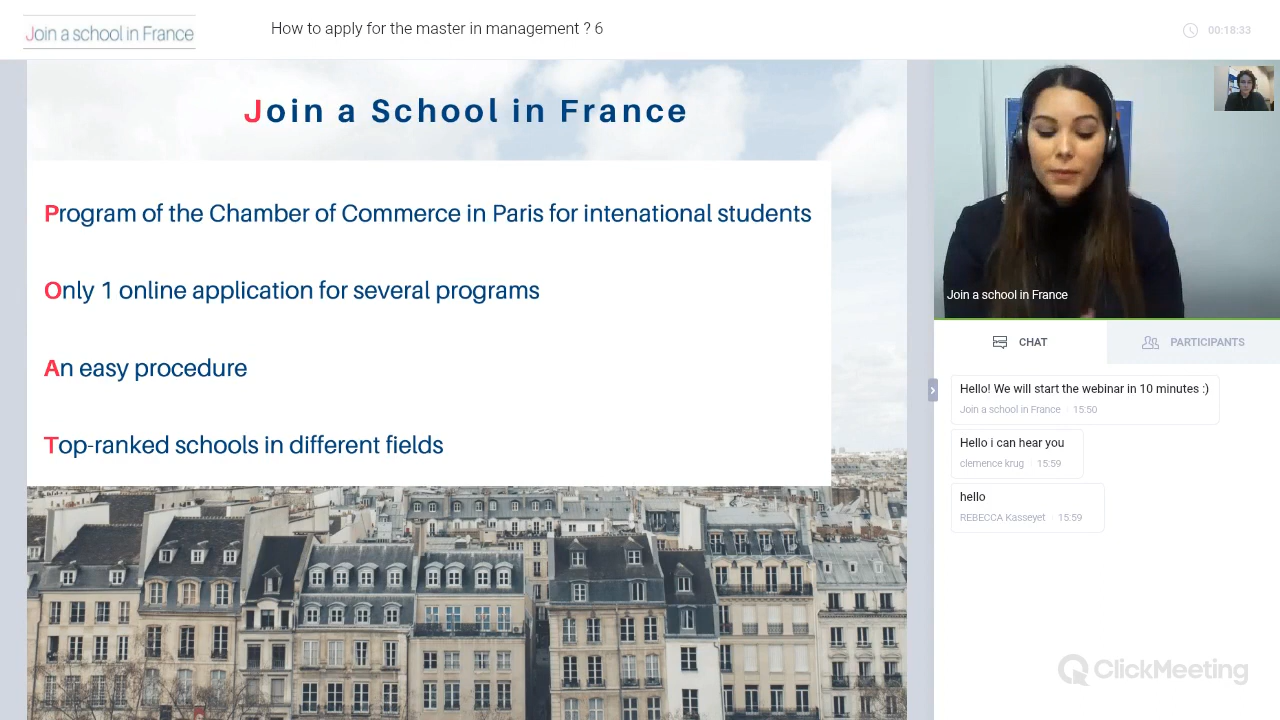 Join a school in France
How to apply for the master in management ? 6
00:18:33
Join a School in France
Program of the Chamber of Commerce in Paris for intenational students
Only 1 online application for several programs
An easy procedure
Top-ranked schools in different fields
Join a school in France
CHAT
PARTICIPANTS
Hello! We will start the webinar in 10 minutes :)
Join a school in France 15:50
Hello i can hear you
clemence krug 15:59
hello
REBECCA Kasseyet 15:59
ClickMeeting